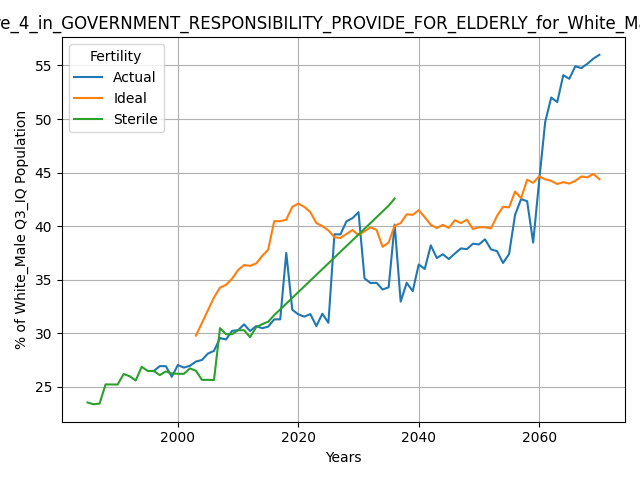 re_4_in_GOVERNMENT_RESPONSIBILITY_PROVIDE_FOR_ELDERLY_for_White_Ma
Fertility
Actual
Ideal
Sterile
% of White_Male Q3_IQ Population
55
50
45
40
35
30
25
2000
2020
2040
2060
Years